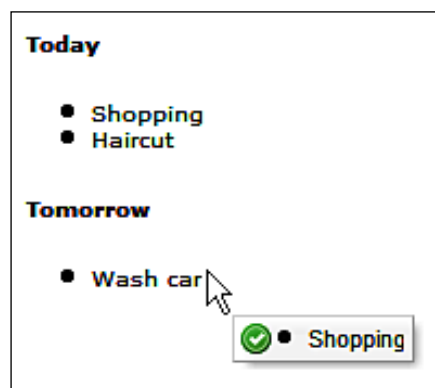 Today
• Shopping
• Haircut
Tomorrow
• Wash car
• Shopping